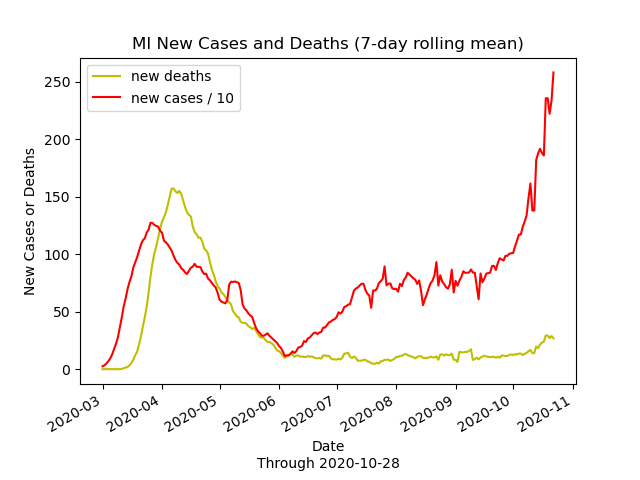 MI New Cases and Deaths (7-day rolling mean)
new deaths
new cases / 10
250
200
150
100
50
0
New Cases or Deaths
2020-03
2020-04
2020-05
2020-06
2020-07
2020-08
2020-09
2020-10
2020-11
Date
Through 2020-10-28